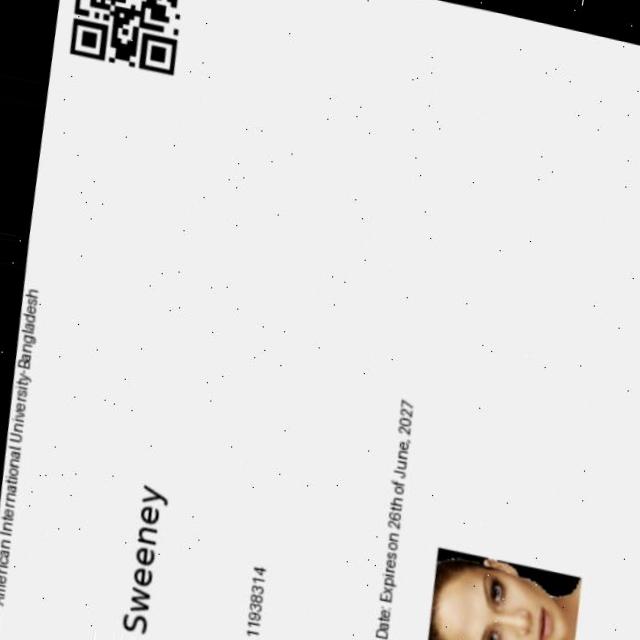 American International University-Bangladesh
Sweeney
11938314
Date: Expires on 26th of June, 2027